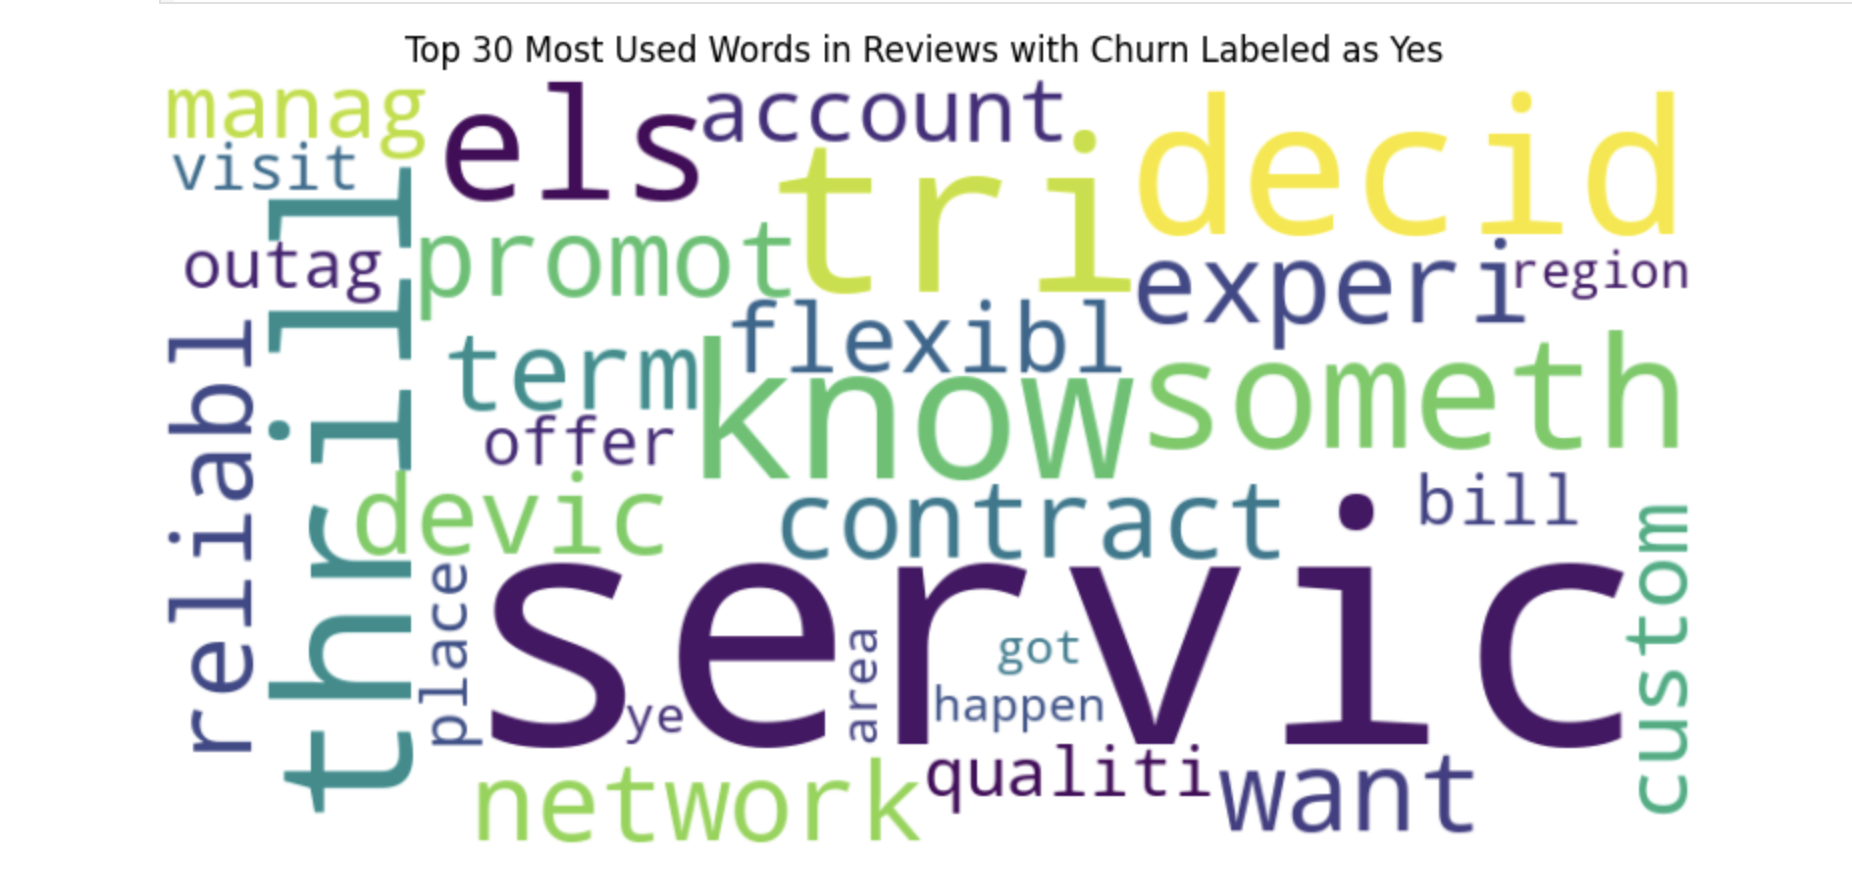 Top 30 Most Used Words in Reviews with Churn Labeled as Yes
manag
els
account
decid
visit
tri
outag
promot
experi
region
thrill
flexibl
reliabl
term
know
someth
offer
devic
contract
bill
custom
place
servic
area
got
happen
ye
network
qualiti
want